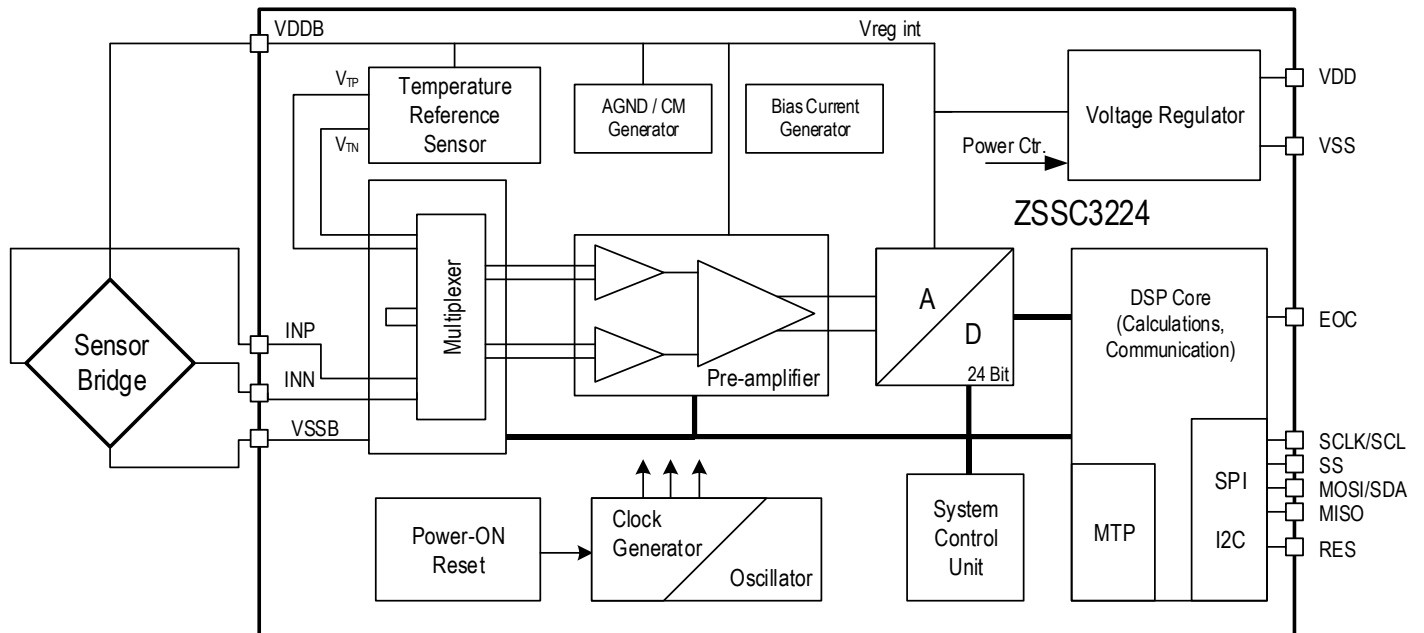 VDDB
Vreg int
VTP
Temperature
Reference
Sensor
VTN
AGND / CM
Generator
Bias Current
Generator
Voltage Regulator
Power Ctr.
VDD
VSS
ZSSC3224
Sensor
Bridge
INP
INN
VSSB
Multiplexer
Pre-amplifier
A
D
24 Bit
DSP Core
(Calculations,
Communication)
EOC
SCLK/SCL
SS
MOSI/SDA
MISO
RES
SPI
I2C
MTP
Power-ON
Reset
Clock
Generator
Oscillator
System
Control
Unit